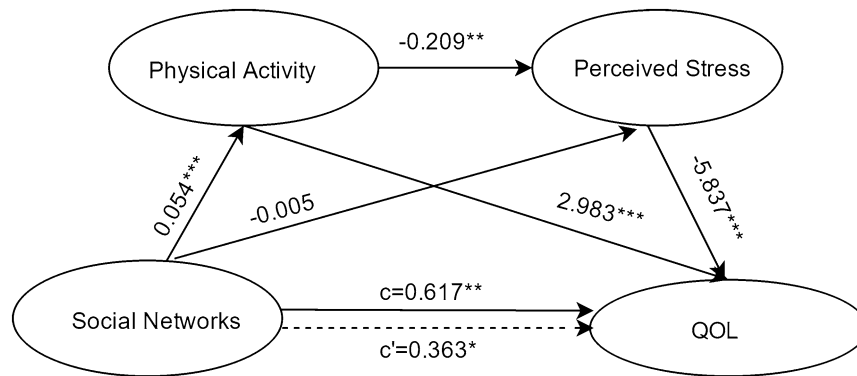 -0.209**
Physical Activity
Perceived Stress
0.054***
-0.005
2.983***
-5.837***
c=0.617**
Social Networks
QOL
c'=0.363*